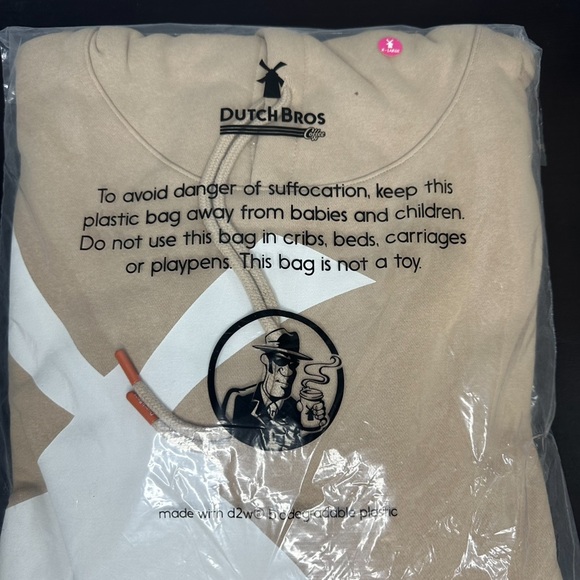 X-LARGE
DUTCH BROS
Coffee
To avoid danger of suffocation, keep this
plastic bag away from babies and children.
Do not use this bag in cribs, beds, carriages
or playpens. This bag is not a toy.
made with d2w® biodegradable plastic